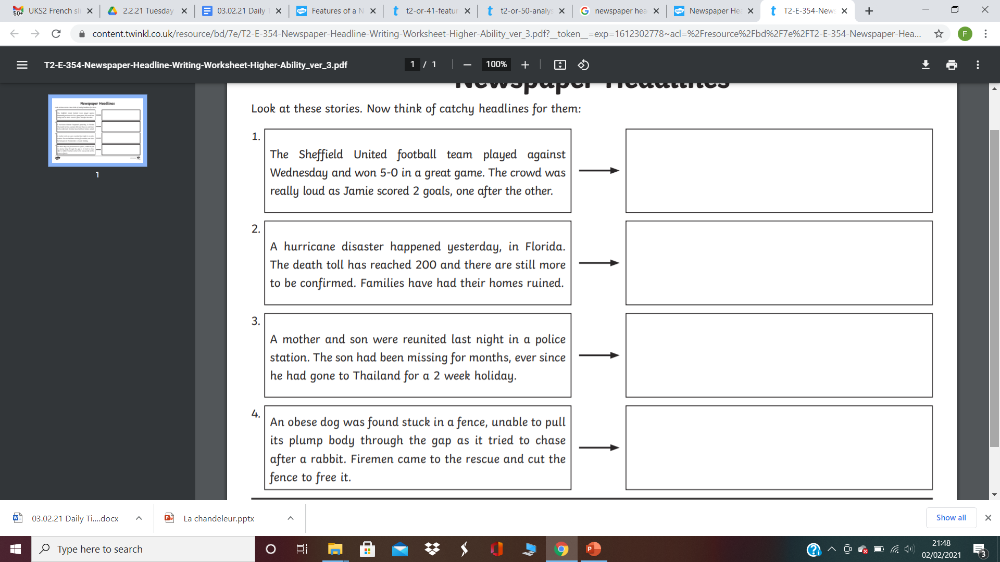 UKS2 French sli
2.2.21 Tuesday
03.02.21 Daily T
Features of a N
t2-or-41-featur
t2-or-50-analys
newspaper hea
Newspaper He
T2-E-354-News
content.twinkl.co.uk/resource/bd/7e/T2-E-354-Newspaper-Headline-Writing-Worksheet-Higher-Ability_ver_3.pdf?__token__=exp=1612302778~acl=%2Fresource%2Fbd%2F7e%2FT2-E-354-Newspaper-Hea...
F
T2-E-354-Newspaper-Headline-Writing-Worksheet-Higher-Ability_ver_3.pdf
1 / 1
100%
Newspaper Headlines
1
Newspaper Headlines
Look at these stories. Now think of catchy headlines for them:
1.
The Sheffield United football team played against
Wednesday and won 5-0 in a great game. The crowd was
really loud as Jamie scored 2 goals, one after the other.
2.
A hurricane disaster happened yesterday, in Florida.
The death toll has reached 200 and there are still more
to be confirmed. Families have had their homes ruined.
3.
A mother and son were reunited last night in a police
station. The son had been missing for months, ever since
he had gone to Thailand for a 2 week holiday.
4.
An obese dog was found stuck in a fence, unable to pull
its plump body through the gap as it tried to chase
after a rabbit. Firemen came to the rescue and cut the
fence to free it.
03.02.21 Daily Ti....docx
La chandeleur.pptx
Show all
Type here to search
21:48
02/02/2021
3